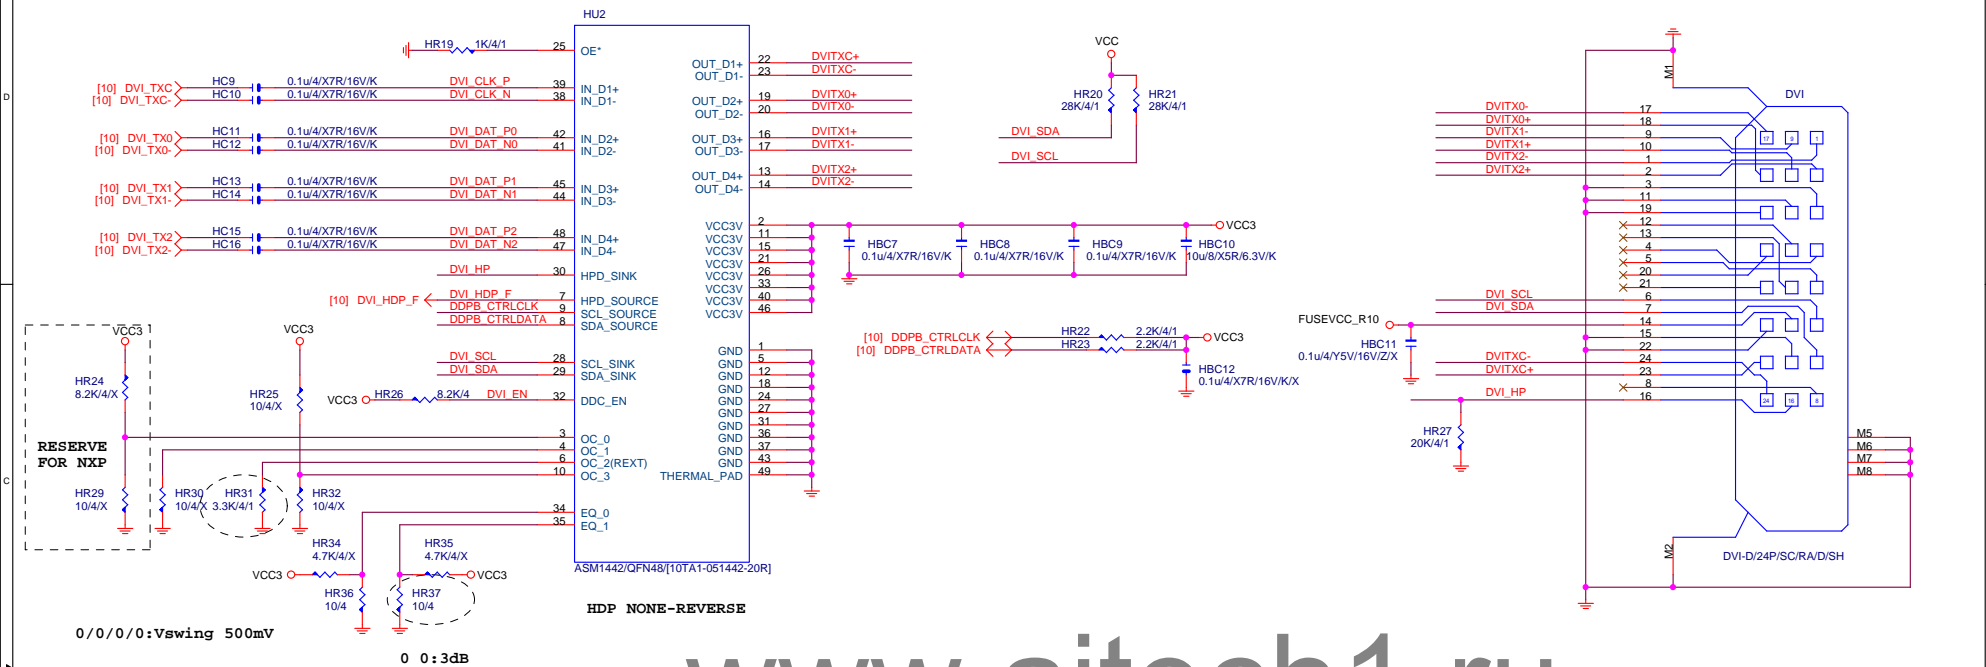 HU2
HR19 1K/4/1 25 OE*
[10] DVI_TXC HC9 0.1u/4/X7R/16V/K DVI_CLK_P 39 IN_D1+
[10] DVI_TXC- HC10 0.1u/4/X7R/16V/K DVI_CLK_N 38 IN_D1-
[10] DVI_TX0 HC11 0.1u/4/X7R/16V/K DVI_DAT_P0 42 IN_D2+
[10] DVI_TX0- HC12 0.1u/4/X7R/16V/K DVI_DAT_N0 41 IN_D2-
[10] DVI_TX1 HC13 0.1u/4/X7R/16V/K DVI_DAT_P1 45 IN_D3+
[10] DVI_TX1- HC14 0.1u/4/X7R/16V/K DVI_DAT_N1 44 IN_D3-
[10] DVI_TX2 HC15 0.1u/4/X7R/16V/K DVI_DAT_P2 48 IN_D4+
[10] DVI_TX2- HC16 0.1u/4/X7R/16V/K DVI_DAT_N2 47 IN_D4-
DVI_HP 30 HPD_SINK
[10] DVI_HDP_F DVI_HDP_F 7 HPD_SOURCE
DDPB_CTRLCLK 9 SCL_SOURCE
DDPB_CTRLDATA 8 SDA_SOURCE
DVI_SCL 28 SCL_SINK
DVI_SDA 29 SDA_SINK
VCC3 HR26 8.2K/4 DVI_EN 32 DDC_EN
3 OC_0
4 OC_1
6 OC_2(REXT)
10 OC_3
34 EQ_0
35 EQ_1
VCC3
HR24
8.2K/4/X
RESERVE
FOR NXP
HR29
10/4/X
VCC3
HR25
10/4/X
HR30
10/4/X
HR31
3.3K/4/1
HR32
10/4/X
HR34
4.7K/4/X
VCC3
HR36
10/4
HR35
4.7K/4/X
VCC3
HR37
10/4
0/0/0/0:Vswing 500mV
0 0:3dB
OUT_D1+ 22 DVITXC+
OUT_D1- 23 DVITXC-
OUT_D2+ 19 DVITX0+
OUT_D2- 20 DVITX0-
OUT_D3+ 16 DVITX1+
OUT_D3- 17 DVITX1-
OUT_D4+ 13 DVITX2+
OUT_D4- 14 DVITX2-
VCC3V 2
VCC3V 11
VCC3V 15
VCC3V 21
VCC3V 26
VCC3V 33
VCC3V 40
VCC3V 46
GND 1
GND 5
GND 12
GND 18
GND 24
GND 27
GND 31
GND 36
GND 37
GND 43
THERMAL_PAD 49
ASM1442/QFN48/[10TA1-051442-20R]
HDP NONE-REVERSE
VCC
HR20
28K/4/1
HR21
28K/4/1
DVI_SDA
DVI_SCL
VCC3
HBC7
0.1u/4/X7R/16V/K
HBC8
0.1u/4/X7R/16V/K
HBC9
0.1u/4/X7R/16V/K
HBC10
10u/8/X5R/6.3V/K
[10] DDPB_CTRLCLK HR22 2.2K/4/1 VCC3
[10] DDPB_CTRLDATA HR23 2.2K/4/1
HBC12
0.1u/4/X7R/16V/K/X
M1
DVI
DVITX0- 17
DVITX0+ 18
DVITX1- 9
DVITX1+ 10
DVITX2- 1
DVITX2+ 2
3
11
19
12
13
4
5
20
21
DVI_SCL 6
DVI_SDA 7
FUSEVCC_R10 14
15
22
DVITXC- 24
DVITXC+ 23
8
DVI_HP 16
HBC11
0.1u/4/Y5V/16V/Z/X
HR27
20K/4/1
17 9 1
24 16 8
M5
M6
M7
M8
M2
DVI-D/24P/SC/RA/D/SH
D
C